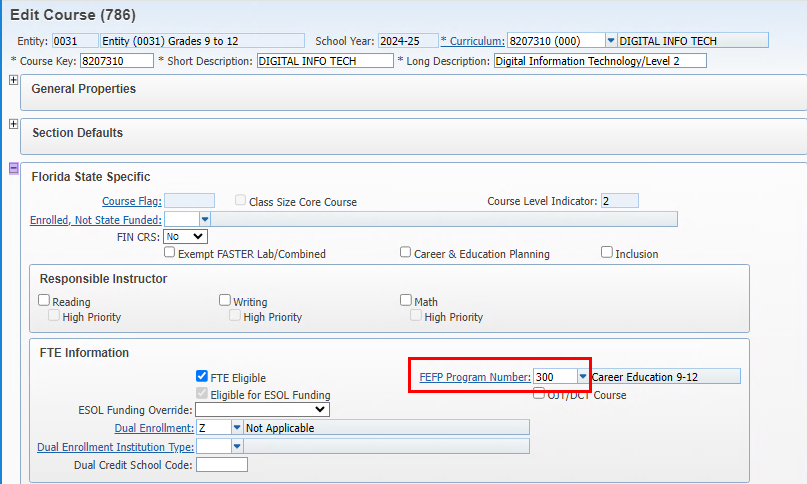 Edit Course (786)
Entity: 0031 Entity (0031) Grades 9 to 12 School Year: 2024-25 * Curriculum: 8207310 (000) DIGITAL INFO TECH
* Course Key: 8207310 * Short Description: DIGITAL INFO TECH * Long Description: Digital Information Technology/Level 2
General Properties
Section Defaults
Florida State Specific
Course Flag: Class Size Core Course Course Level Indicator: 2
Enrolled, Not State Funded:
FIN CRS: No
Exempt FASTER Lab/Combined Career & Education Planning Inclusion
Responsible Instructor
Reading Writing Math
High Priority High Priority High Priority
FTE Information
FTE Eligible FEFP Program Number: 300 Career Education 9-12
Eligible for ESOL Funding OJT/DCT Course
ESOL Funding Override:
Dual Enrollment: Z Not Applicable
Dual Enrollment Institution Type:
Dual Credit School Code: